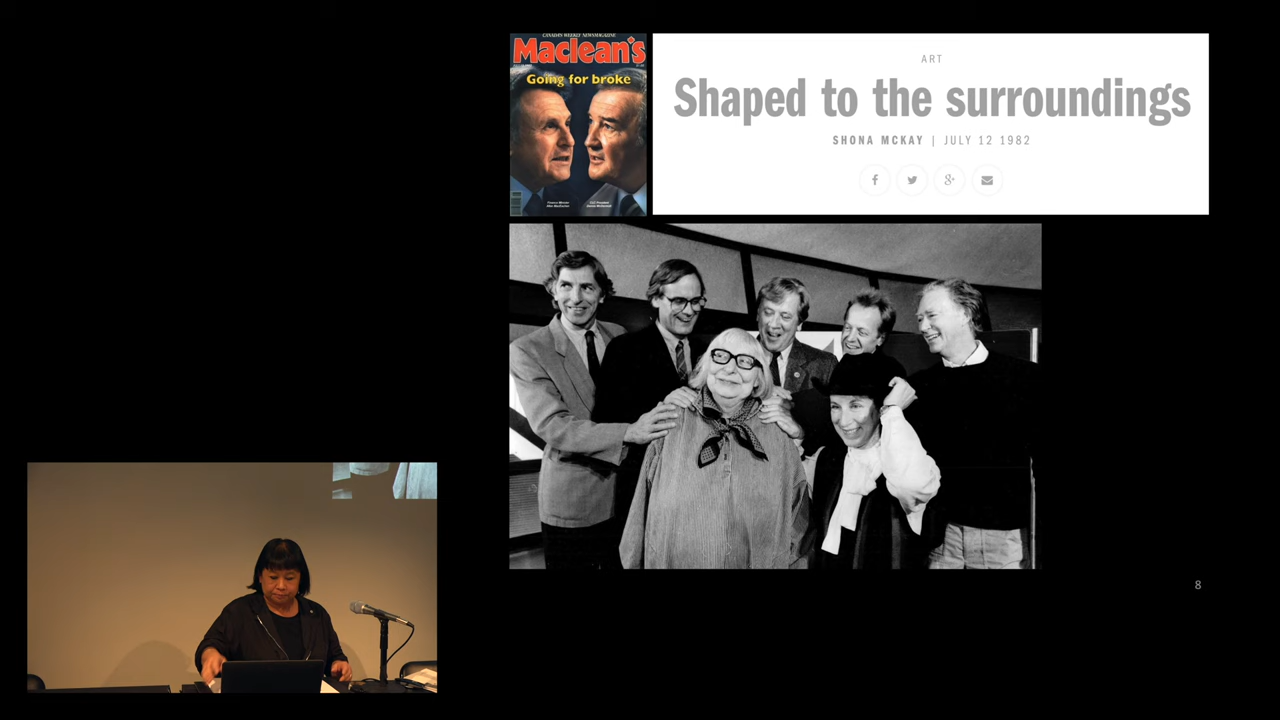 CANADA'S WEEKLY NEWSMAGAZINE
Maclean's
Going for broke
ART
Shaped to the surroundings
SHONA MCKAY | JULY 12 1982
8